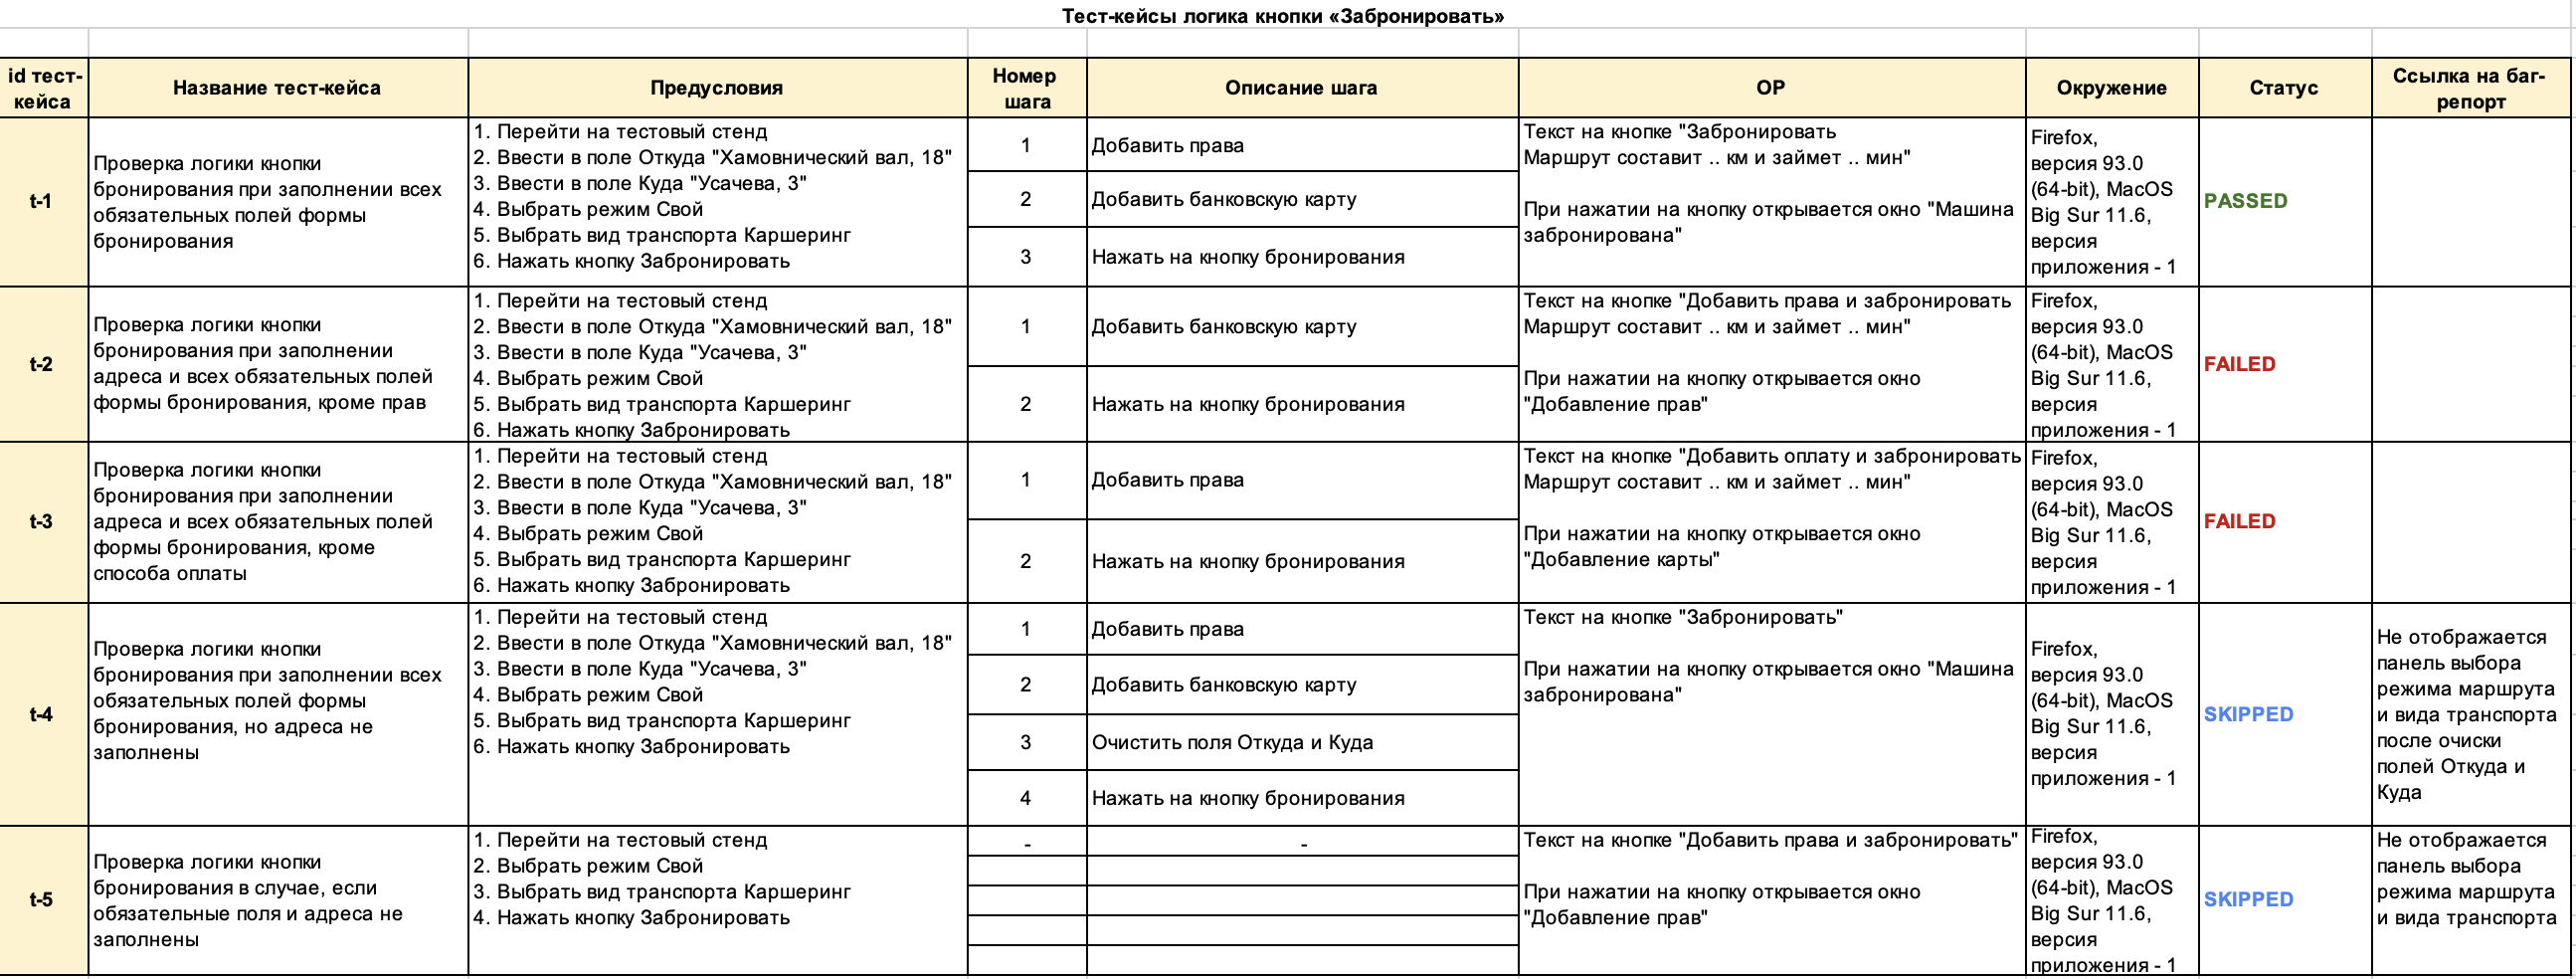 Тест-кейсы логика кнопки «Забронировать»
id тест-
кейса
Название тест-кейса
Предусловия
Номер
шага
Описание шага
ОР
Окружение
Статус
Ссылка на баг-
репорт
t-1
Проверка логики кнопки
бронирования при заполнении всех
обязательных полей формы
бронирования
1. Перейти на тестовый стенд
2. Ввести в поле Откуда "Хамовнический вал, 18"
3. Ввести в поле Куда "Усачева, 3"
4. Выбрать режим Свой
5. Выбрать вид транспорта Каршеринг
6. Нажать кнопку Забронировать
1
Добавить права
2
Добавить банковскую карту
3
Нажать на кнопку бронирования
Текст на кнопке "Забронировать
Маршрут составит .. км и займет .. мин"
При нажатии на кнопку открывается окно "Машина
забронирована"
Firefox,
версия 93.0
(64-bit), MacOS
Big Sur 11.6,
версия
приложения - 1
PASSED
t-2
Проверка логики кнопки
бронирования при заполнении
адреса и всех обязательных полей
формы бронирования, кроме прав
1. Перейти на тестовый стенд
2. Ввести в поле Откуда "Хамовнический вал, 18"
3. Ввести в поле Куда "Усачева, 3"
4. Выбрать режим Свой
5. Выбрать вид транспорта Каршеринг
6. Нажать кнопку Забронировать
1
Добавить банковскую карту
2
Нажать на кнопку бронирования
Текст на кнопке "Добавить права и забронировать
Маршрут составит .. км и займет .. мин"
При нажатии на кнопку открывается окно
"Добавление прав"
Firefox,
версия 93.0
(64-bit), MacOS
Big Sur 11.6,
версия
приложения - 1
FAILED
t-3
Проверка логики кнопки
бронирования при заполнении
адреса и всех обязательных полей
формы бронирования, кроме
способа оплаты
1. Перейти на тестовый стенд
2. Ввести в поле Откуда "Хамовнический вал, 18"
3. Ввести в поле Куда "Усачева, 3"
4. Выбрать режим Свой
5. Выбрать вид транспорта Каршеринг
6. Нажать кнопку Забронировать
1
Добавить права
2
Нажать на кнопку бронирования
Текст на кнопке "Добавить оплату и забронировать
Маршрут составит .. км и займет .. мин"
При нажатии на кнопку открывается окно
"Добавление карты"
Firefox,
версия 93.0
(64-bit), MacOS
Big Sur 11.6,
версия
приложения - 1
FAILED
t-4
Проверка логики кнопки
бронирования при заполнении всех
обязательных полей формы
бронирования, но адреса не
заполнены
1. Перейти на тестовый стенд
2. Ввести в поле Откуда "Хамовнический вал, 18"
3. Ввести в поле Куда "Усачева, 3"
4. Выбрать режим Свой
5. Выбрать вид транспорта Каршеринг
6. Нажать кнопку Забронировать
1
Добавить права
2
Добавить банковскую карту
3
Очистить поля Откуда и Куда
4
Нажать на кнопку бронирования
Текст на кнопке "Забронировать"
При нажатии на кнопку открывается окно "Машина
забронирована"
Firefox,
версия 93.0
(64-bit), MacOS
Big Sur 11.6,
версия
приложения - 1
SKIPPED
Не отображается
панель выбора
режима маршрута
и вида транспорта
после очиски
полей Откуда и
Куда
t-5
Проверка логики кнопки
бронирования в случае, если
обязательные поля и адреса не
заполнены
1. Перейти на тестовый стенд
2. Выбрать режим Свой
3. Выбрать вид транспорта Каршеринг
4. Нажать кнопку Забронировать
-
-
Текст на кнопке "Добавить права и забронировать"
При нажатии на кнопку открывается окно
"Добавление прав"
Firefox,
версия 93.0
(64-bit), MacOS
Big Sur 11.6,
версия
приложения - 1
SKIPPED
Не отображается
панель выбора
режима маршрута
и вида транспорта